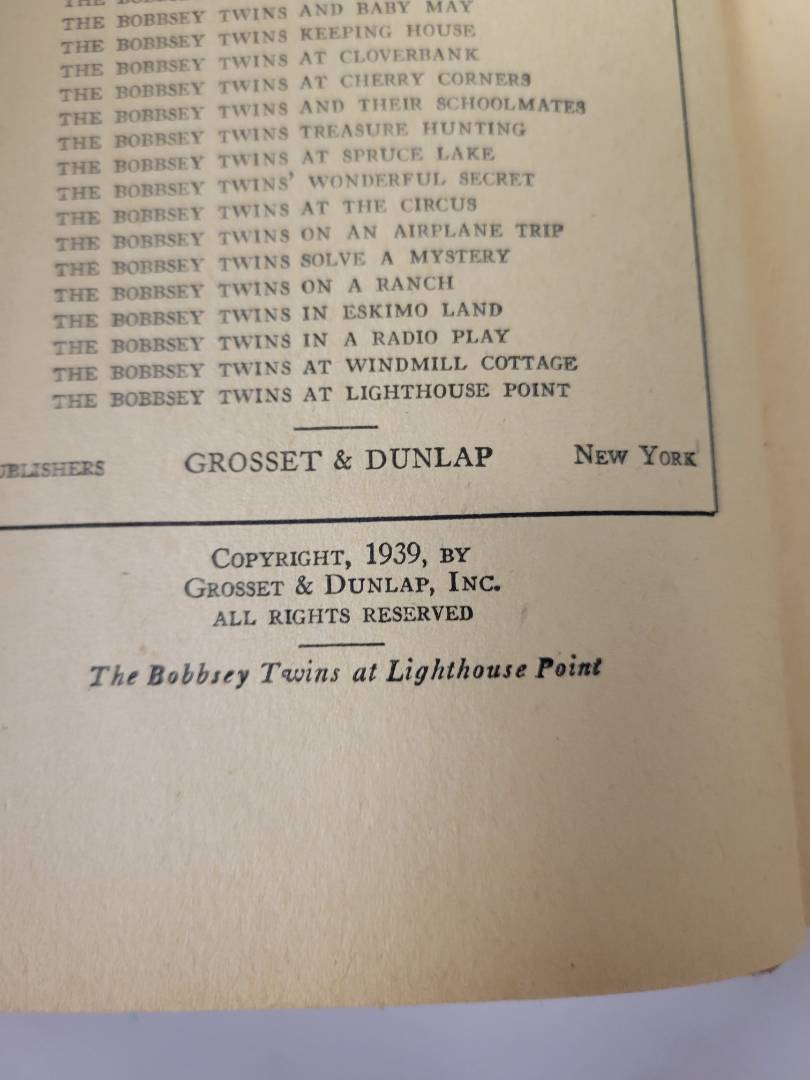 THE
THE BOBBSEY TWINS AND BABY MAY
THE BOBBSEY TWINS KEEPING HOUSE
THE BOBBSEY TWINS AT CLOVERBANK
THE BOBBSEY TWINS AT CHERRY CORNERS
THE BOBBSEY TWINS AND THEIR SCHOOLMATES
THE BOBBSEY TWINS TREASURE HUNTING
THE BOBBSEY TWINS AT SPRUCE LAKE
THE BOBBSEY TWINS' WONDERFUL SECRET
THE BOBBSEY TWINS AT THE CIRCUS
THE BOBBSEY TWINS ON AN AIRPLANE TRIP
THE BOBBSEY TWINS SOLVE A MYSTERY
THE BOBBSEY TWINS ON A RANCH
THE BOBBSEY TWINS IN ESKIMO LAND
THE BOBBSEY TWINS IN A RADIO PLAY
THE BOBBSEY TWINS AT WINDMILL COTTAGE
THE BOBBSEY TWINS AT LIGHTHOUSE POINT
UBLISHERS GROSSET & DUNLAP NEW YORK
COPYRIGHT, 1939, BY
GROSSET & DUNLAP, INC.
ALL RIGHTS RESERVED
The Bobbsey Twins at Lighthouse Point